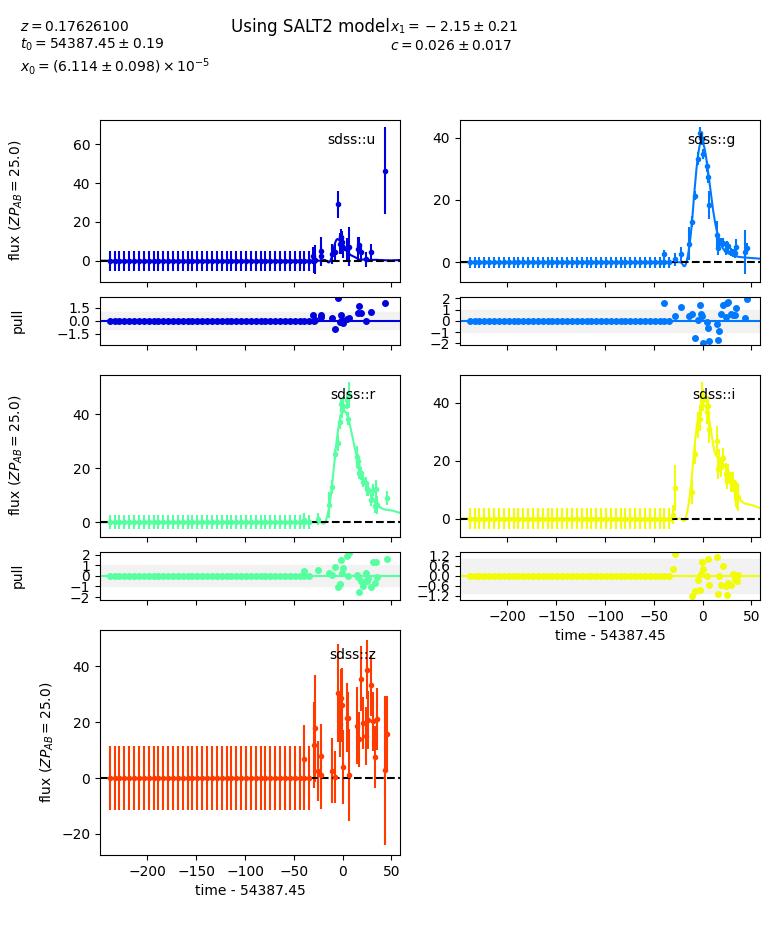 z = 0.17626100
Using SALT2 model
x₁ = −2.15 ± 0.21
t₀ = 54387.45 ± 0.19
c = 0.026 ± 0.017
x₀ = (6.114 ± 0.098) × 10⁻⁵
flux (ZP_AB = 25.0)
60
40
20
0
sdss::u
40
20
0
sdss::g
pull
1.5
0.0
−1.5
2
1
0
−1
−2
flux (ZP_AB = 25.0)
40
20
0
sdss::r
40
20
0
sdss::i
pull
2
1
0
−1
−2
1.2
0.6
0.0
−0.6
−1.2
−200 −150 −100 −50 0 50
time - 54387.45
flux (ZP_AB = 25.0)
40
20
0
−20
sdss::z
−200 −150 −100 −50 0 50
time - 54387.45